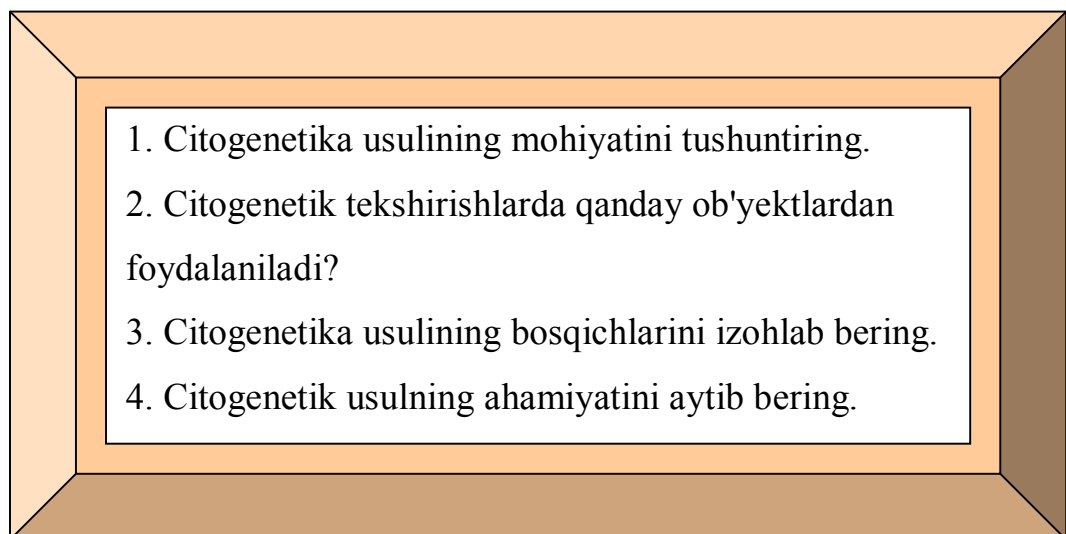 1. Citogenetika usulining mohiyatini tushuntiring.
2. Citogenetik tekshirishlarda qanday ob'yektlardan
foydalaniladi?
3. Citogenetika usulining bosqichlarini izohlab bering.
4. Citogenetik usulning ahamiyatini aytib bering.